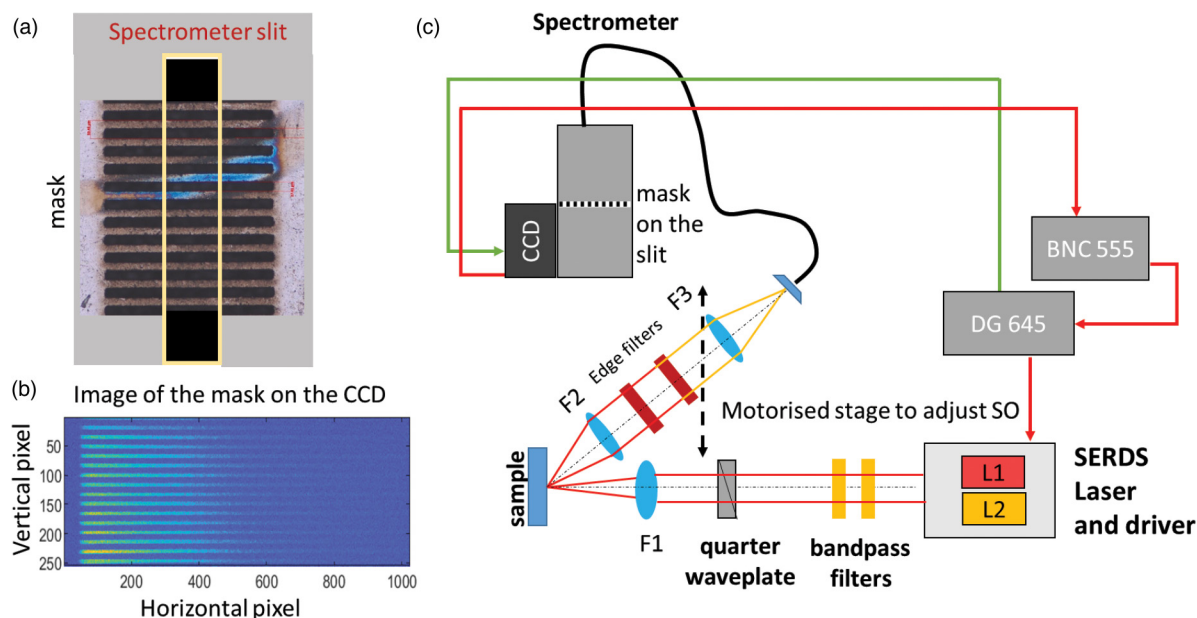 (a)
Spectrometer slit
mask
(b)
Image of the mask on the CCD
Vertical pixel
50
100
150
200
250
200
400
600
800
1000
Horizontal pixel
(c)
Spectrometer
CCD
mask
on the
slit
BNC 555
DG 645
F3
Edge filters
F2
Motorised stage to adjust SO
sample
F1
quarter
waveplate
bandpass
filters
L1
L2
SERDS
Laser
and driver